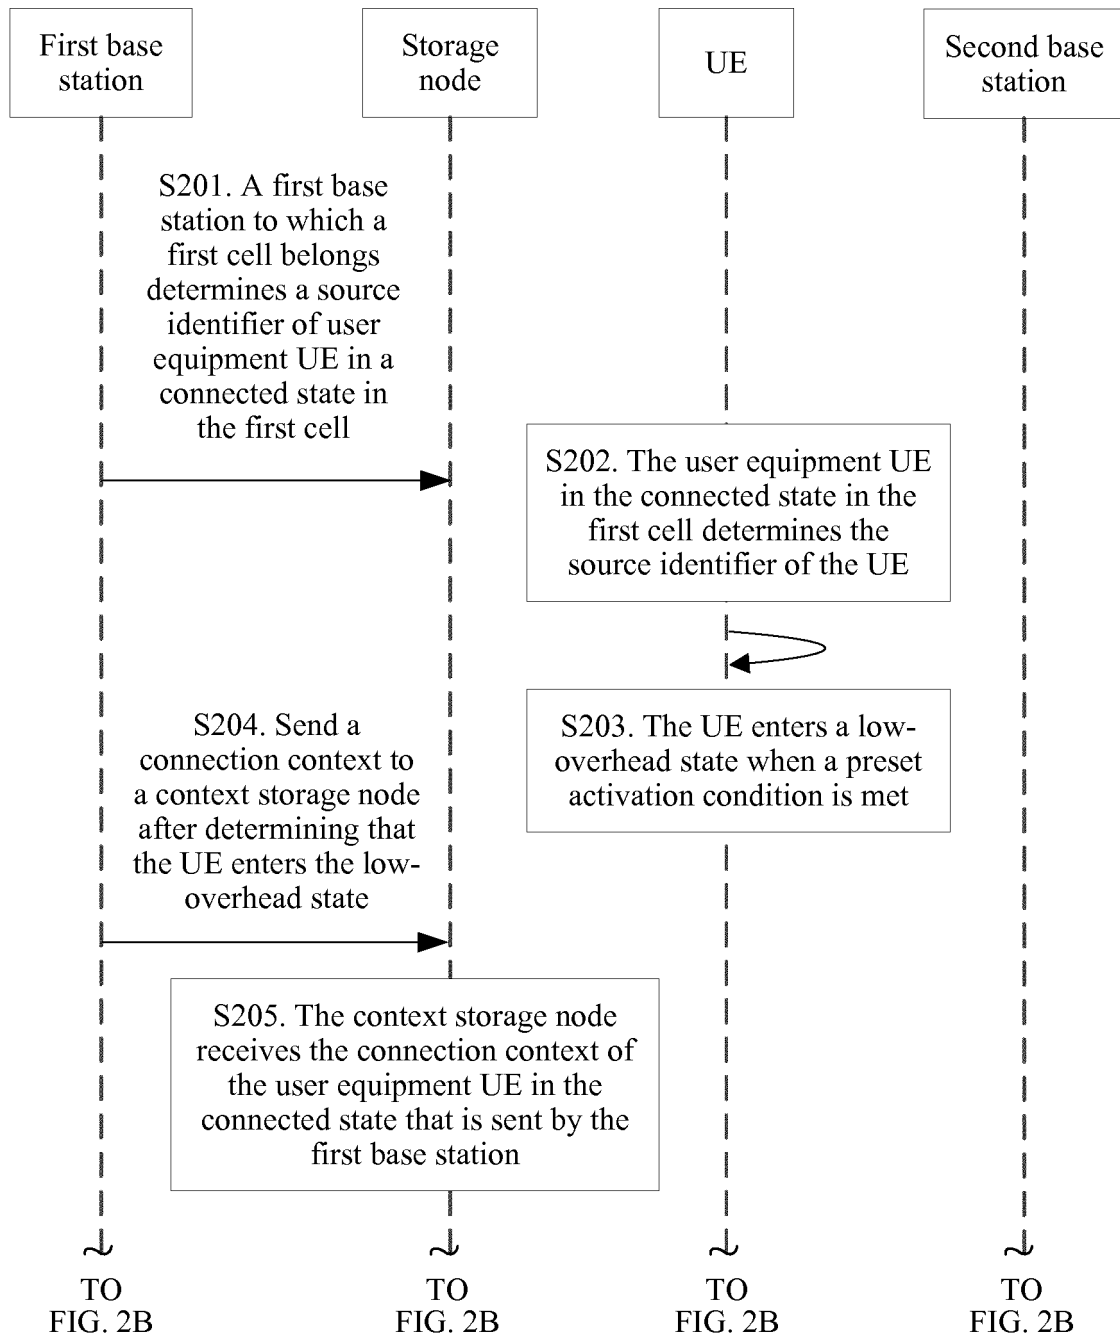 First base
station
Storage
node
UE
Second base
station
S201. A first base
station to which a
first cell belongs
determines a source
identifier of user
equipment UE in a
connected state in
the first cell
S202. The user equipment UE
in the connected state in the
first cell determines the
source identifier of the UE
S203. The UE enters a low-
overhead state when a preset
activation condition is met
S204. Send a
connection context to
a context storage node
after determining that
the UE enters the low-
overhead state
S205. The context storage node
receives the connection context of
the user equipment UE in the
connected state that is sent by the
first base station
TO
FIG. 2B
TO
FIG. 2B
TO
FIG. 2B
TO
FIG. 2B